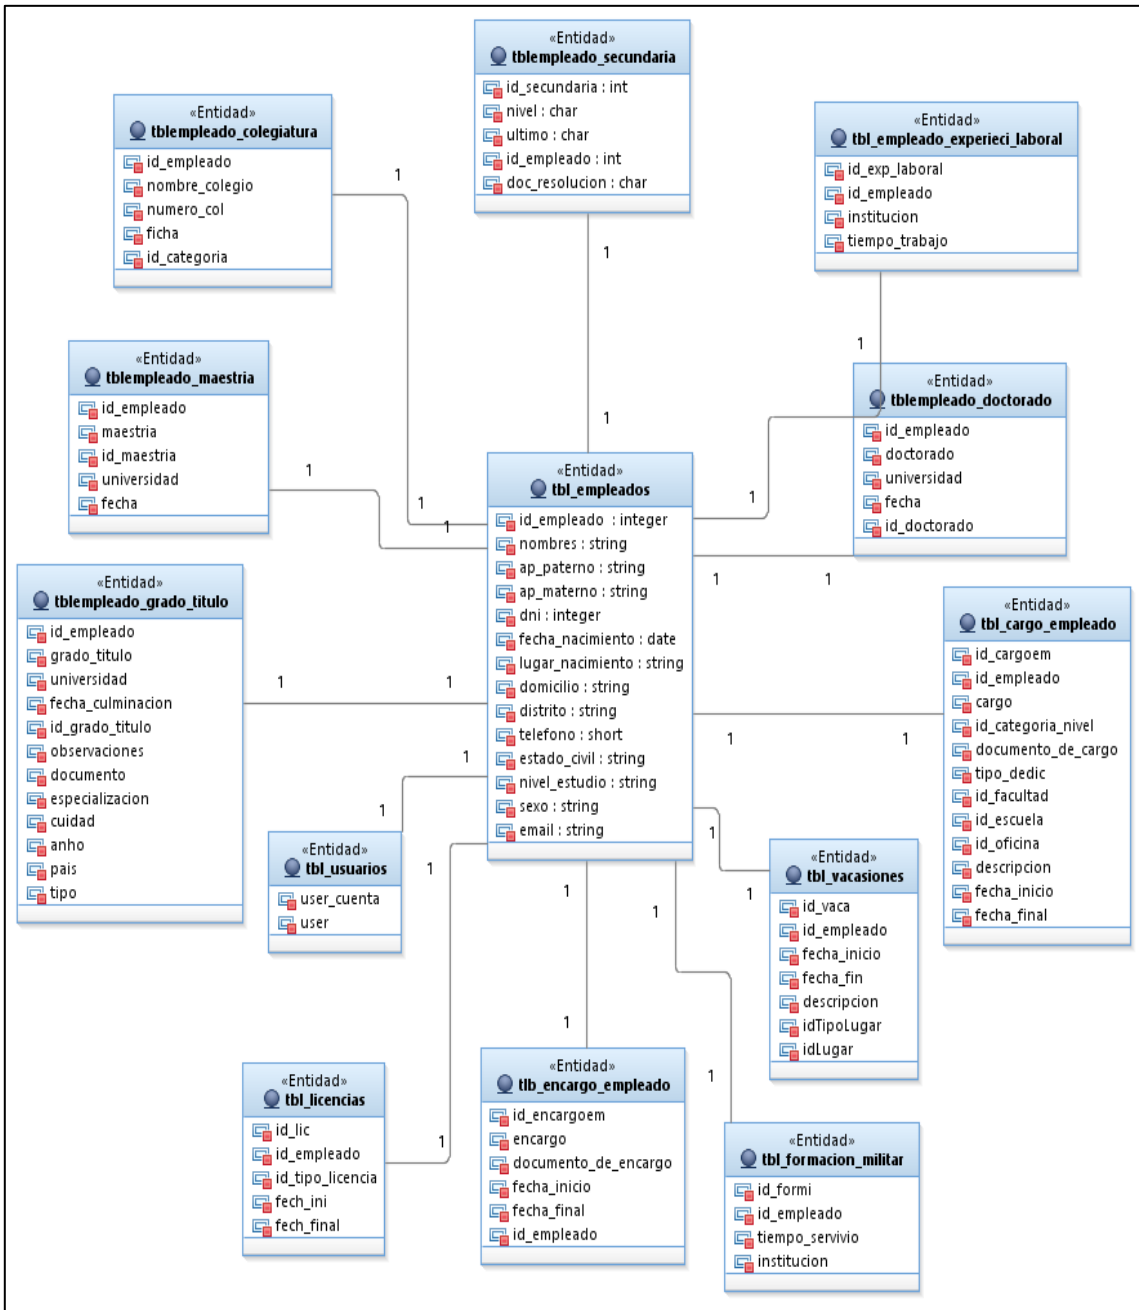 «Entidad»
tblempleado_secundaria
id_secundaria : int
nivel : char
ultimo : char
id_empleado : int
doc_resolucion : char
«Entidad»
tblempleado_colegiatura
id_empleado
nombre_colegio
numero_col
ficha
id_categoria
«Entidad»
tbl_empleado_experieci_laboral
id_exp_laboral
id_empleado
institucion
tiempo_trabajo
1
1
1
1
«Entidad»
tblempleado_maestria
id_empleado
maestria
id_maestria
universidad
fecha
«Entidad»
tblempleado_doctorado
id_empleado
doctorado
universidad
fecha
id_doctorado
1
1
1
1
1
1
«Entidad»
tbl_empleados
id_empleado : integer
nombres : string
ap_paterno : string
ap_materno : string
dni : integer
fecha_nacimiento : date
lugar_nacimiento : string
domicilio : string
distrito : string
telefono : short
estado_civil : string
nivel_estudio : string
sexo : string
email : string
«Entidad»
tblempleado_grado_titulo
id_empleado
grado_titulo
universidad
fecha_culminacion
id_grado_titulo
observaciones
documento
especializacion
cuidad
anho
pais
tipo
1
1
«Entidad»
tbl_cargo_empleado
id_cargoem
id_empleado
cargo
id_categoria_nivel
documento_de_cargo
tipo_dedic
id_facultad
id_escuela
id_oficina
descripcion
fecha_inicio
fecha_final
1
1
1
1
«Entidad»
tbl_usuarios
user_cuenta
user
1
1
1
1
1
«Entidad»
tbl_vacasiones
id_vaca
id_empleado
fecha_inicio
fecha_fin
descripcion
idTipoLugar
idLugar
1
1
1
«Entidad»
tbl_licencias
id_lic
id_empleado
id_tipo_licencia
fech_ini
fech_final
«Entidad»
tlb_encargo_empleado
id_encargoem
encargo
documento_de_encargo
fecha_inicio
fecha_final
id_empleado
«Entidad»
tbl_formacion_militar
id_formi
id_empleado
tiempo_servivio
institucion